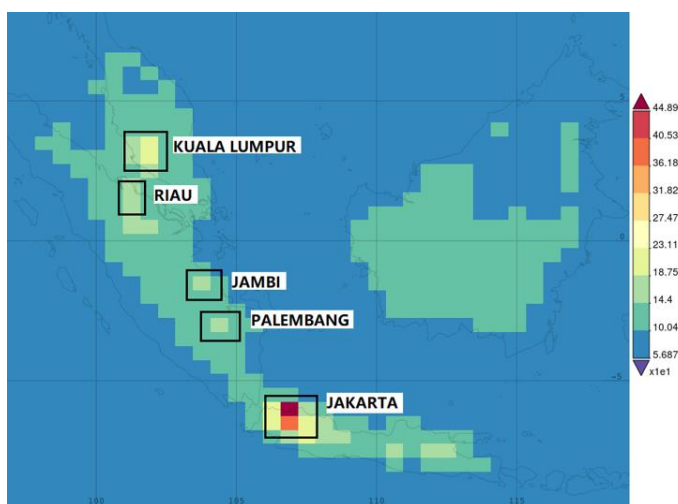 KUALA LUMPUR
RIAU
JAMBI
PALEMBANG
JAKARTA
5
0
-5
100
105
110
115
44.89
40.53
36.18
31.82
27.47
23.11
18.75
14.4
10.04
5.687
x1e1